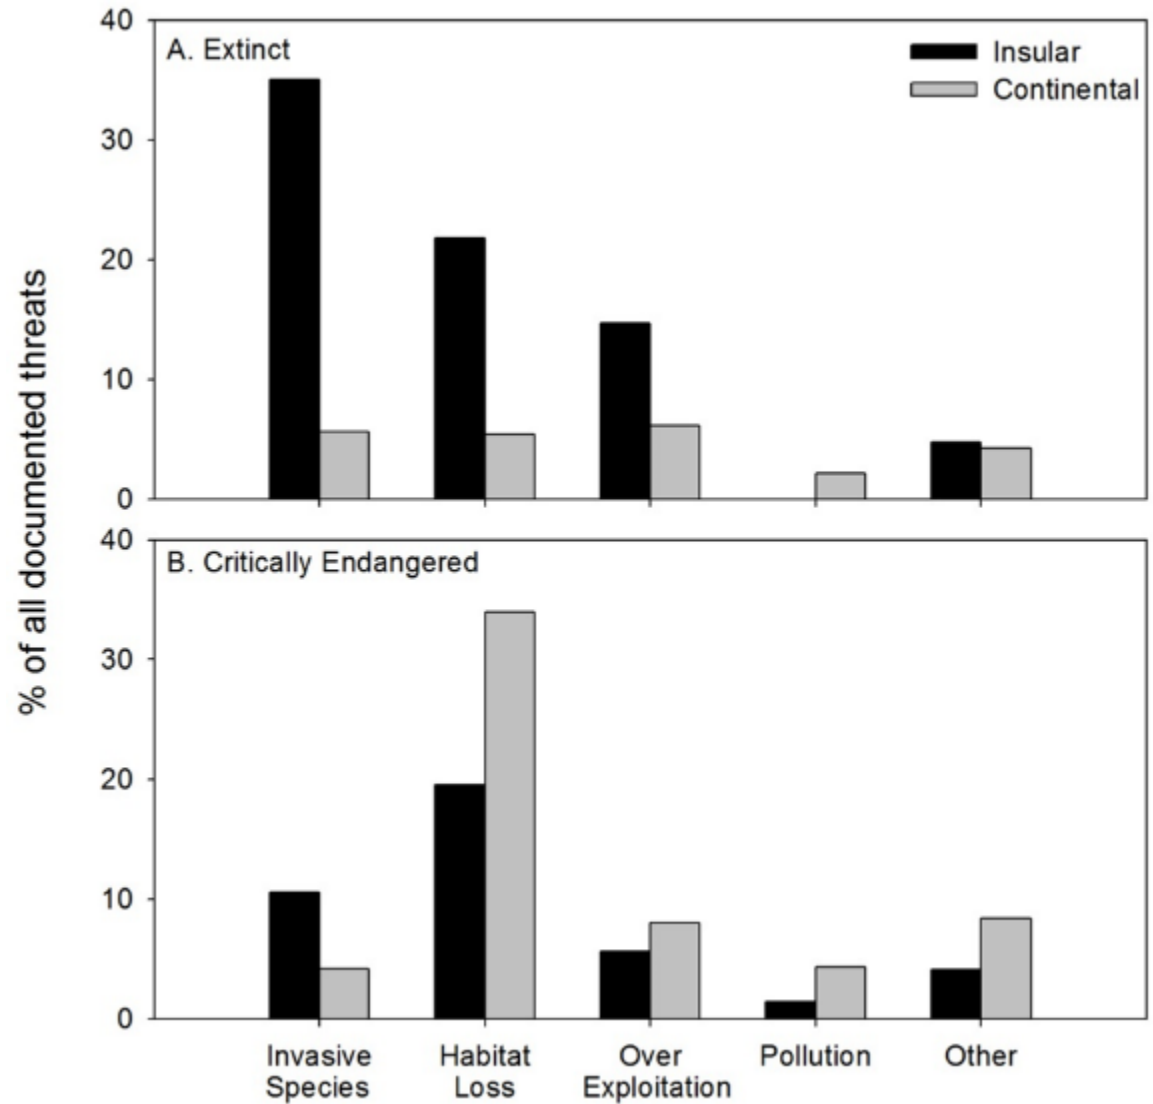 % of all documented threats
40
A. Extinct
Insular
Continental
30
20
10
0
40
B. Critically Endangered
30
20
10
0
Invasive
Species
Habitat
Loss
Over
Exploitation
Pollution
Other